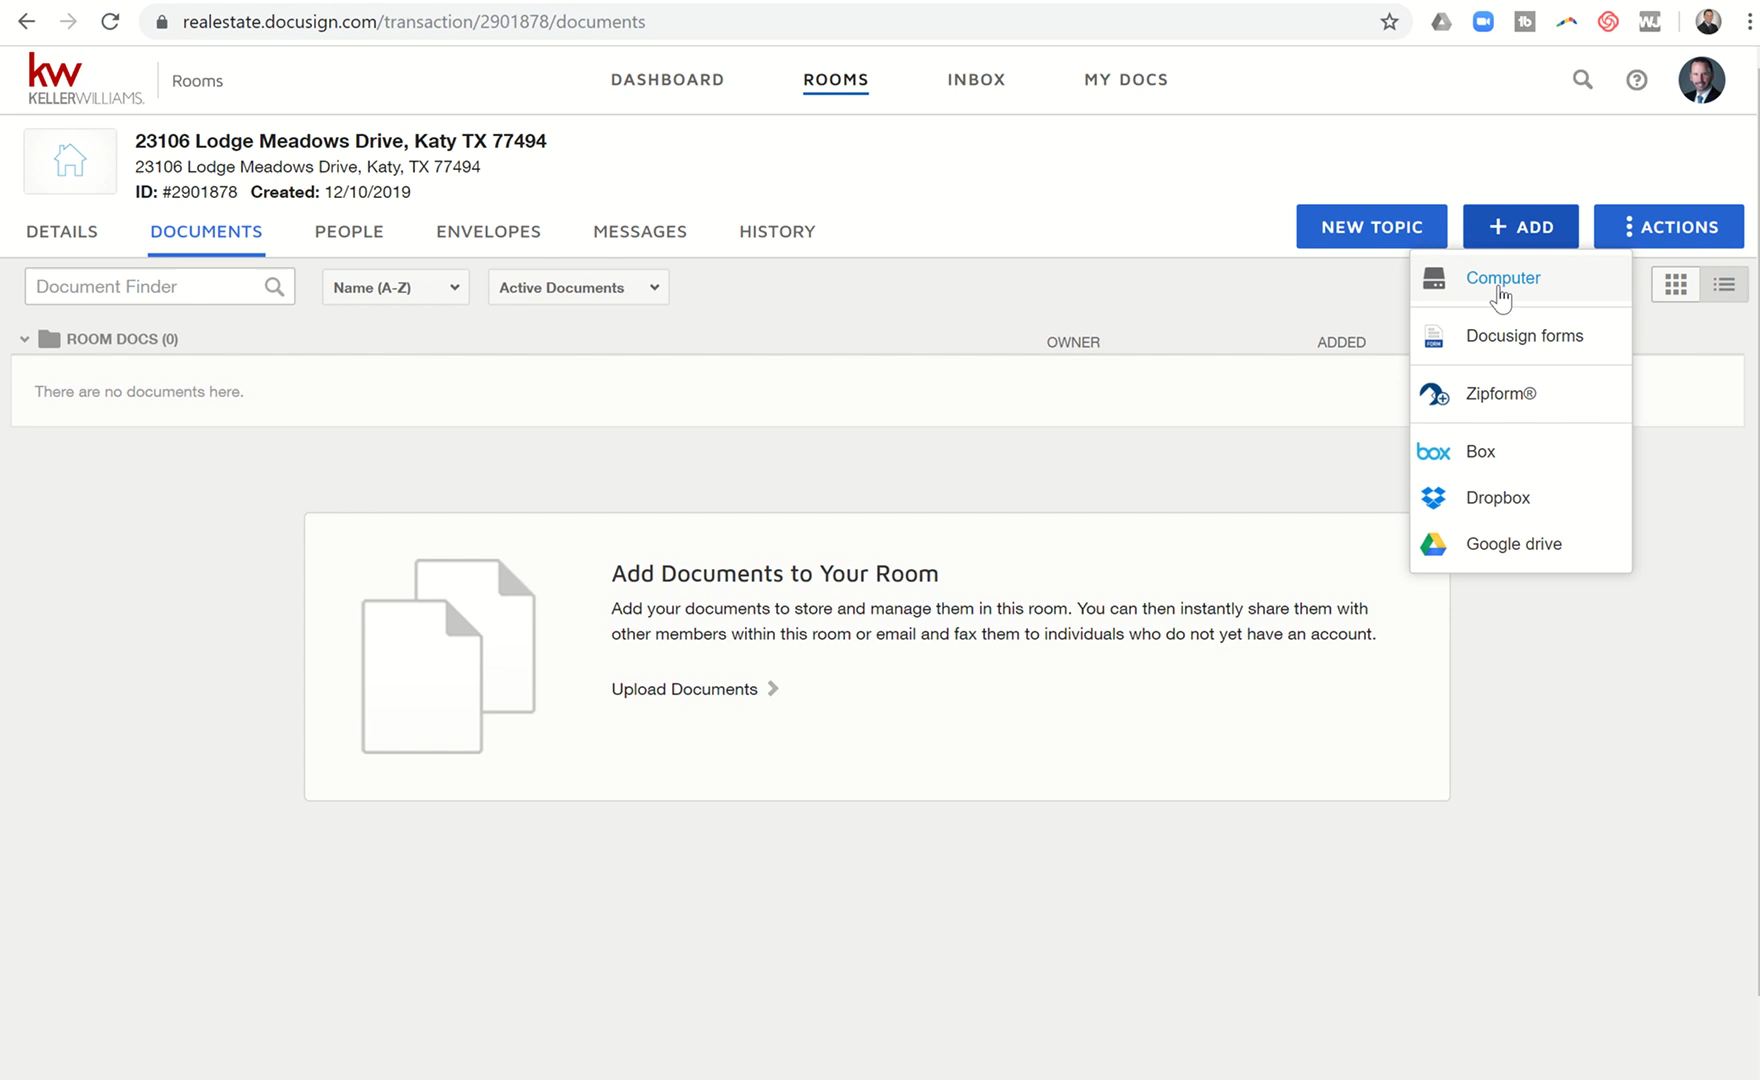 realestate.docusign.com/transaction/2901878/documents
kw
KELLERWILLIAMS.
Rooms
DASHBOARD
ROOMS
INBOX
MY DOCS
23106 Lodge Meadows Drive, Katy TX 77494
23106 Lodge Meadows Drive, Katy, TX 77494
ID: #2901878 Created: 12/10/2019
DETAILS
DOCUMENTS
PEOPLE
ENVELOPES
MESSAGES
HISTORY
NEW TOPIC
+ ADD
ACTIONS
Document Finder
Name (A-Z)
Active Documents
ROOM DOCS (0)
OWNER
ADDED
There are no documents here.
Computer
FORM
Docusign forms
Zipform®
box
Box
Dropbox
Google drive
Add Documents to Your Room
Add your documents to store and manage them in this room. You can then instantly share them with
other members within this room or email and fax them to individuals who do not yet have an account.
Upload Documents